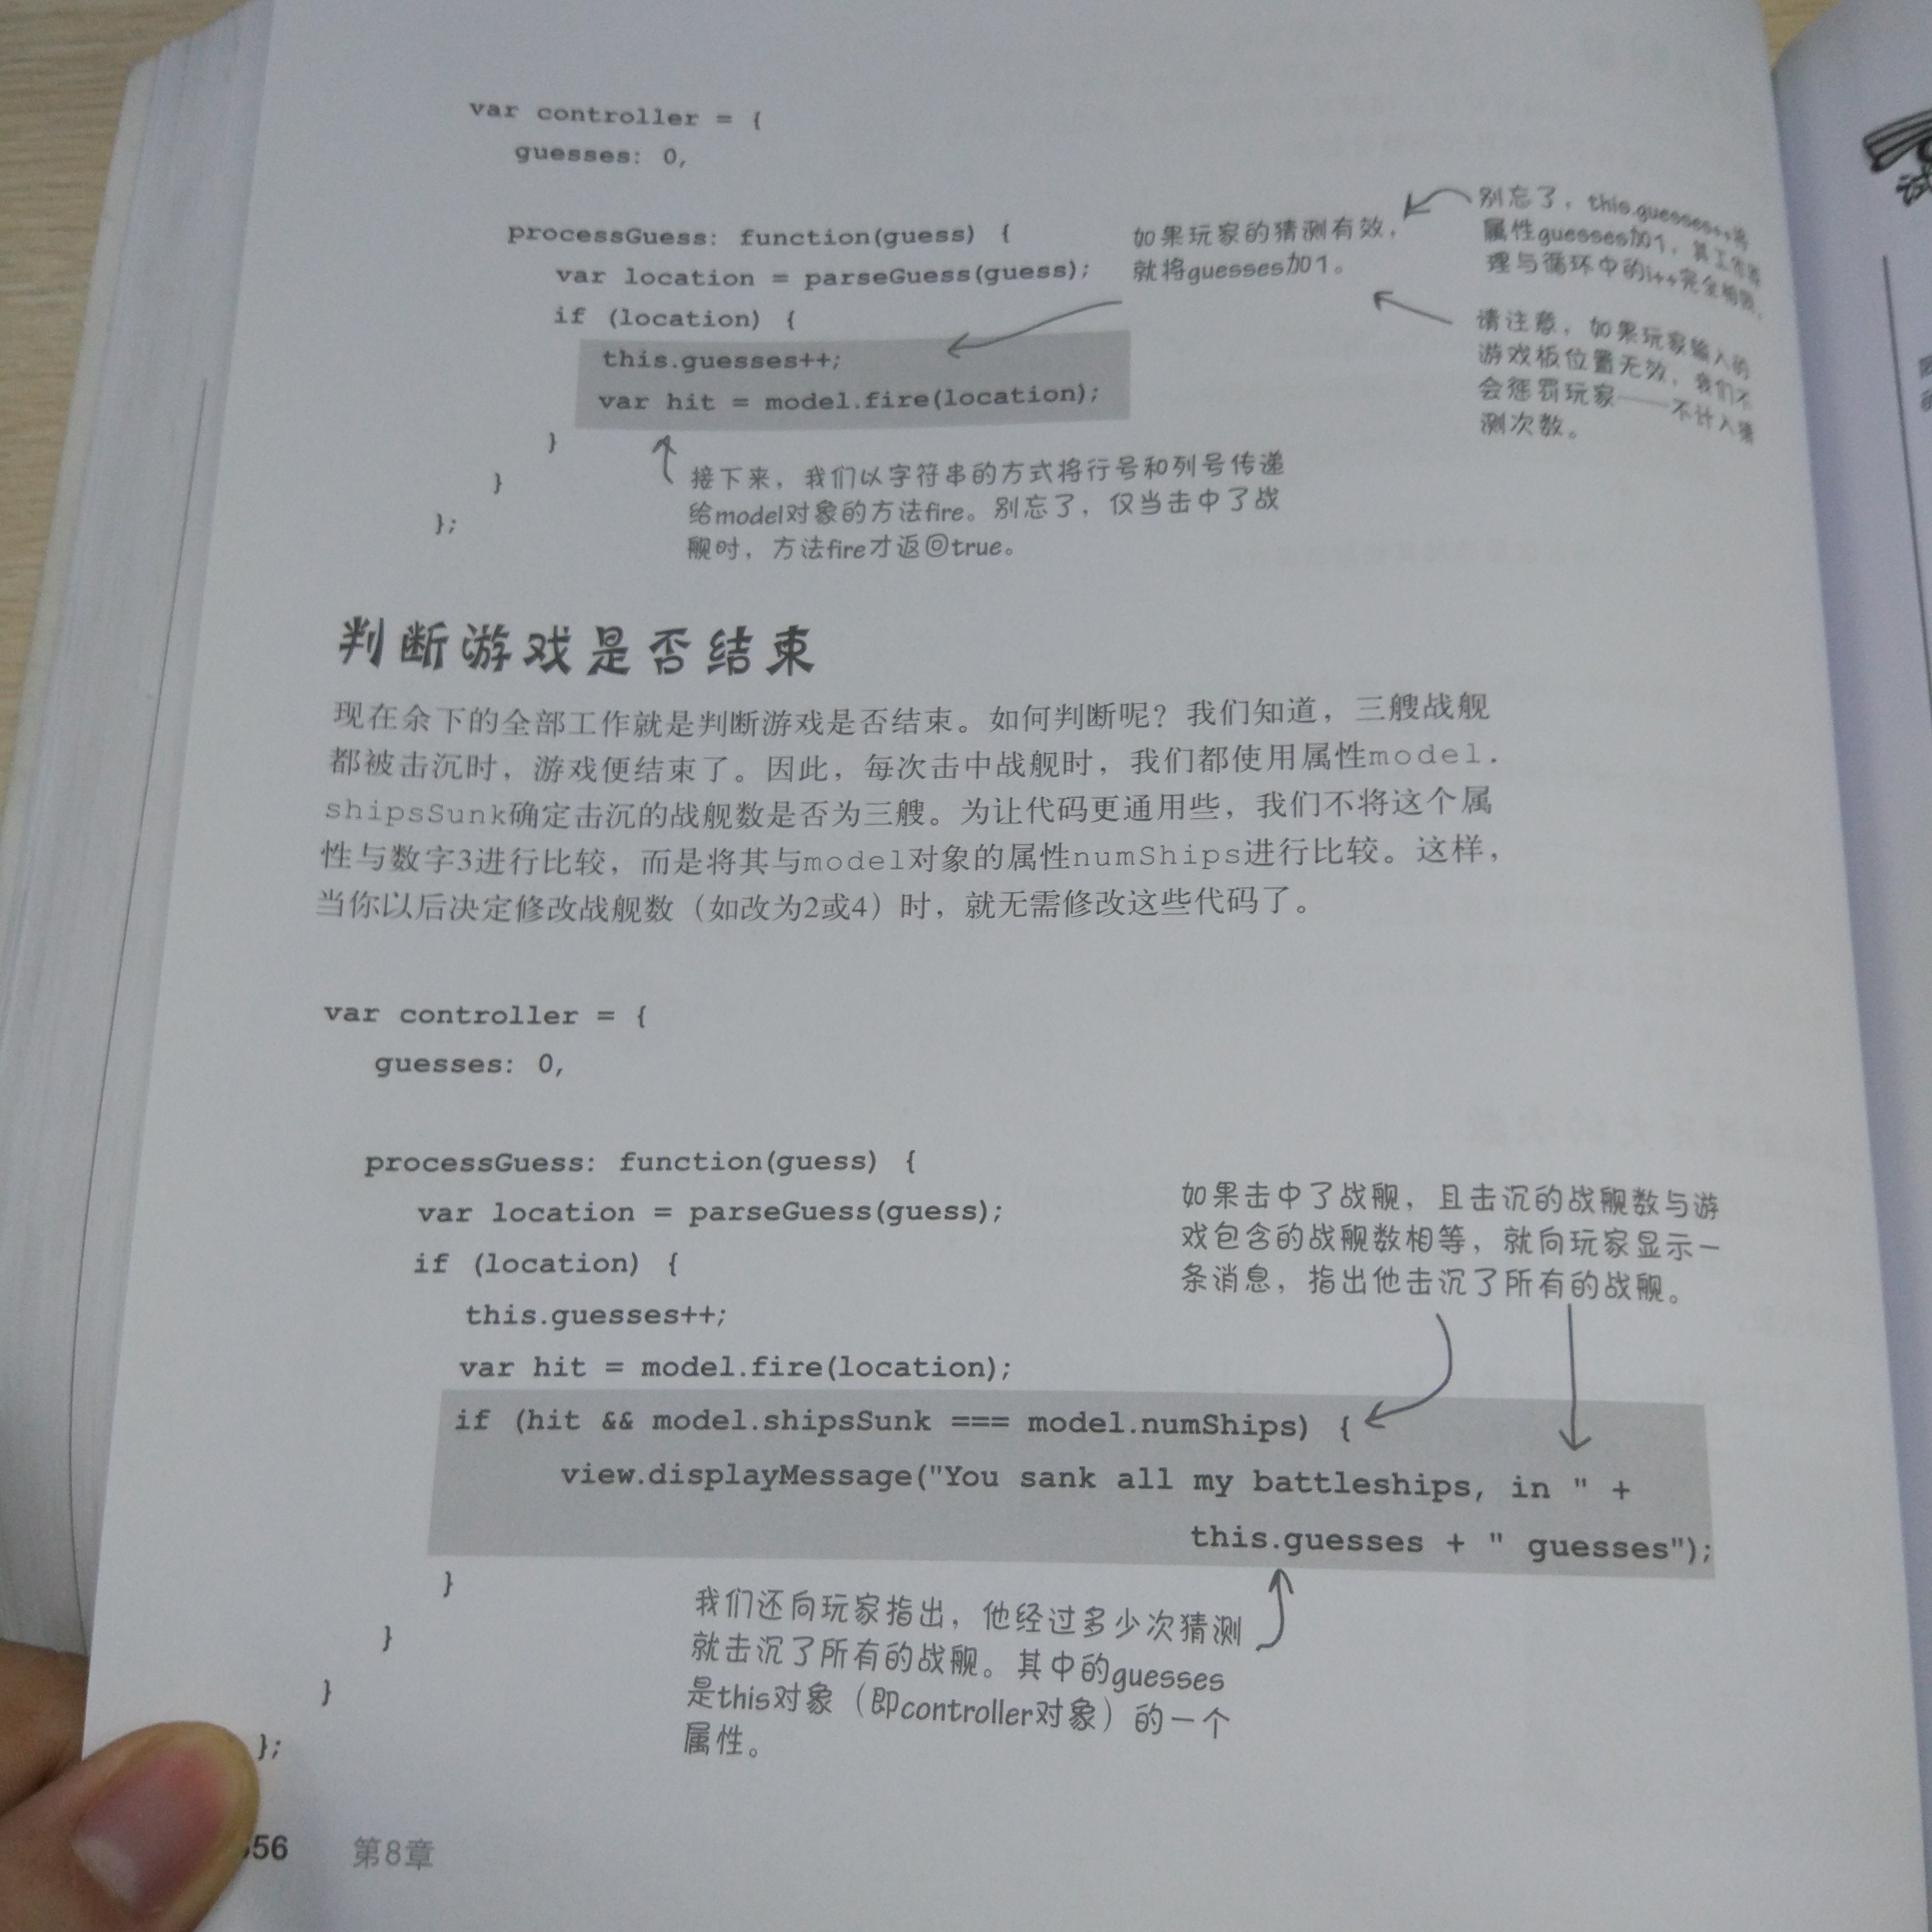 var controller = {
guesses: 0,
processGuess: function(guess) {
var location = parseGuess(guess);
if (location) {
this.guesses++;
var hit = model.fire(location);
}
}
};
如果玩家的猜测有效，
就将guesses加1。
别忘了，this.guesses++将
属性guesses加1，其工作原
理与循环中的i++完全相同。
请注意，如果玩家输入的
游戏板位置无效，我们不
会惩罚玩家——不计入猜
测次数。
接下来，我们以字符串的方式将行号和列号传递
给model对象的方法fire。别忘了，仅当击中了战
舰时，方法fire才返回true。
判断游戏是否结束
现在余下的全部工作就是判断游戏是否结束。如何判断呢？我们知道，三艘战舰
都被击沉时，游戏便结束了。因此，每次击中战舰时，我们都使用属性model.
shipsSunk确定击沉的战舰数是否为三艘。为让代码更通用些，我们不将这个属
性与数字3进行比较，而是将其与model对象的属性numShips进行比较。这样，
当你以后决定修改战舰数（如改为2或4）时，就无需修改这些代码了。
var controller = {
guesses: 0,
processGuess: function(guess) {
var location = parseGuess(guess);
if (location) {
this.guesses++;
var hit = model.fire(location);
if (hit && model.shipsSunk === model.numShips) {
view.displayMessage("You sank all my battleships, in " +
this.guesses + " guesses");
}
}
}
};
如果击中了战舰，且击沉的战舰数与游
戏包含的战舰数相等，就向玩家显示一
条消息，指出他击沉了所有的战舰。
我们还向玩家指出，他经过多少次猜测
就击沉了所有的战舰。其中的guesses
是this对象（即controller对象）的一个
属性。
56 第8章
试